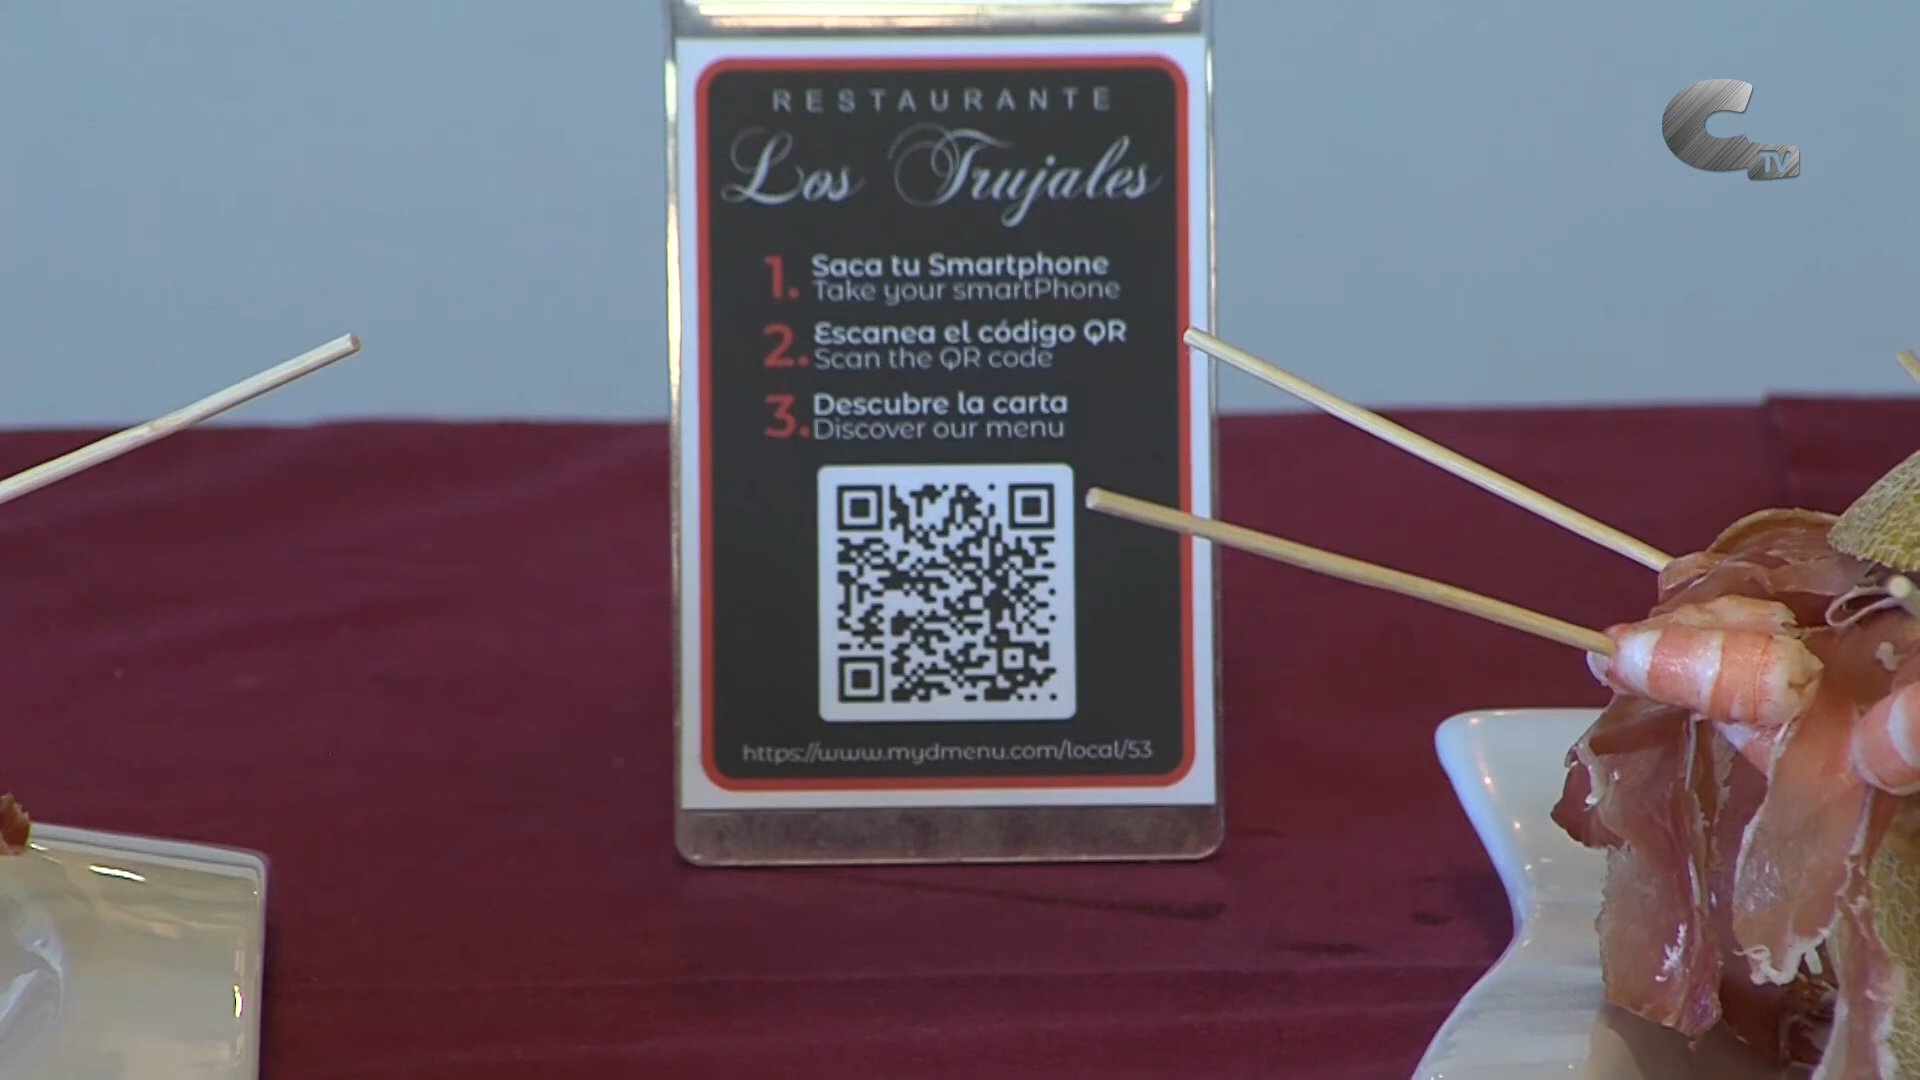 RESTAURANTE
Los Trujales
1. Saca tu Smartphone
Take your smartPhone
2. Escanea el código QR
Scan the QR code
3. Descubre la carta
Discover our menu
https://www.mydmenu.com/local/53
CTV